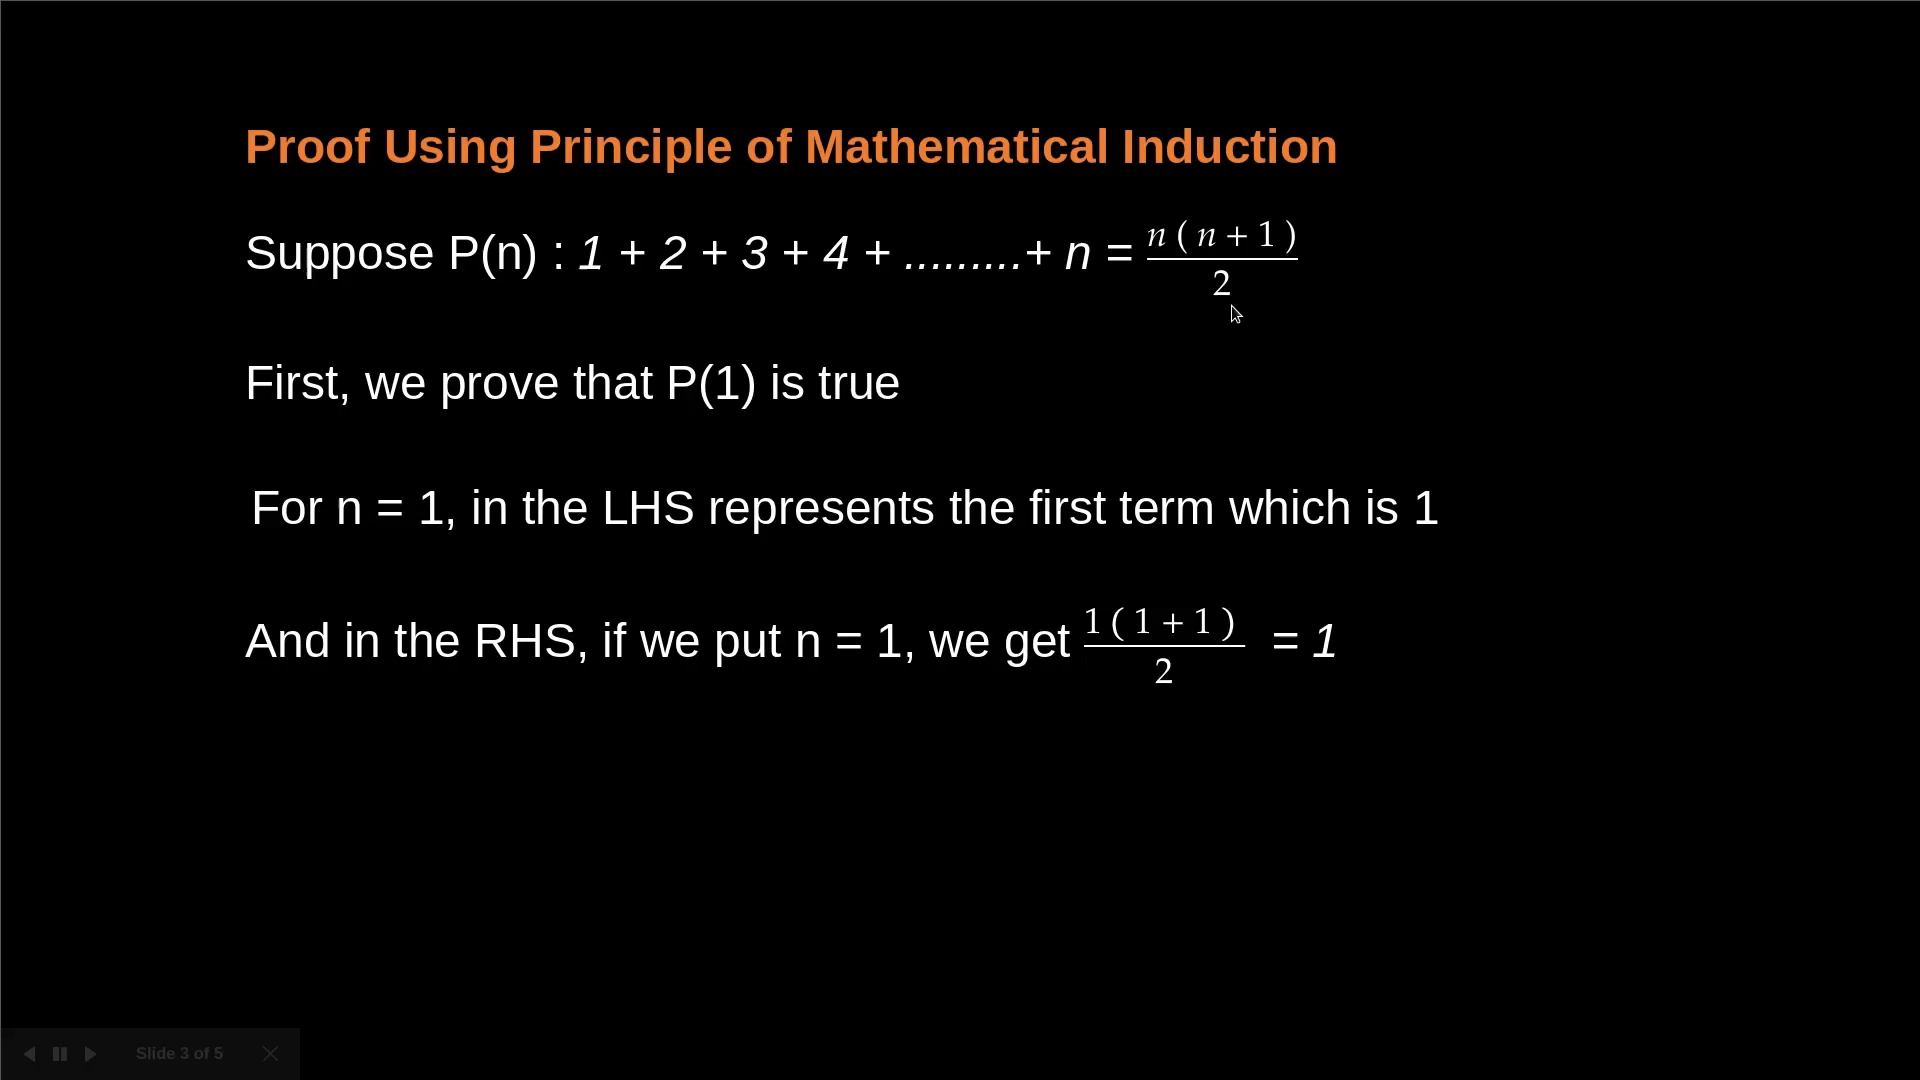 Proof Using Principle of Mathematical Induction
Suppose P(n) : 1 + 2 + 3 + 4 + .........+ n = \frac{n(n+1)}{2}
First, we prove that P(1) is true
For n = 1, in the LHS represents the first term which is 1
And in the RHS, if we put n = 1, we get \frac{1(1+1)}{2} = 1
Slide 3 of 5